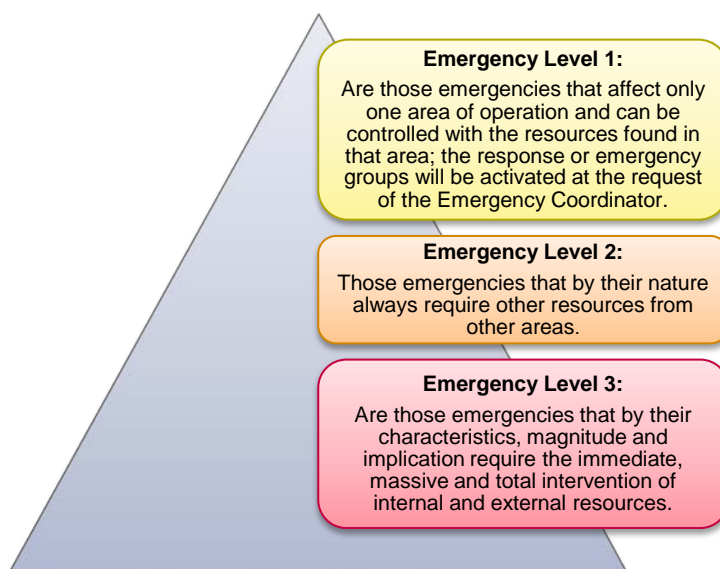 Emergency Level 1:
Are those emergencies that affect only
one area of operation and can be
controlled with the resources found in
that area; the response or emergency
groups will be activated at the request
of the Emergency Coordinator.
Emergency Level 2:
Those emergencies that by their nature
always require other resources from
other areas.
Emergency Level 3:
Are those emergencies that by their
characteristics, magnitude and
implication require the immediate,
massive and total intervention of
internal and external resources.